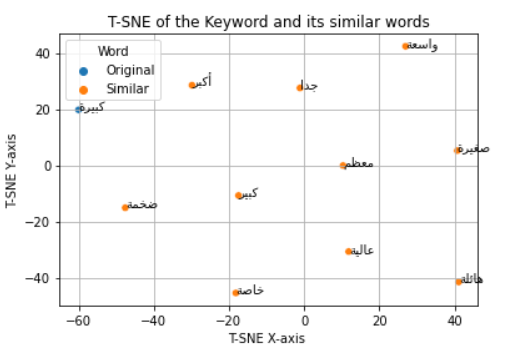 T-SNE of the Keyword and its similar words
Word
Original
Similar
واسعة
أكبر
جدا
كبيرة
صغيرة
معظم
كبير
ضخمة
عالية
هائلة
خاصة
40
20
0
−20
−40
T-SNE Y-axis
−60
−40
−20
0
20
40
T-SNE X-axis